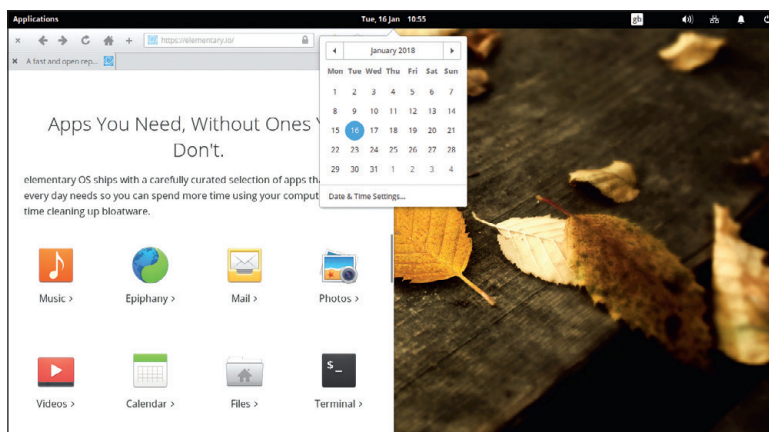 Applications
Tue, 16 Jan 10:55
gb
https://elementary.io/
A fast and open rep...
January 2018
Mon Tue Wed Thu Fri Sat Sun
1 2 3 4 5 6 7
8 9 10 11 12 13 14
15 16 17 18 19 20 21
22 23 24 25 26 27 28
29 30 31 1 2 3 4
Date & Time Settings...
Apps You Need, Without Ones
Don't.
elementary OS ships with a carefully curated selection of apps
every day needs so you can spend more time using your
time cleaning up bloatware.
Music >
Epiphany >
Mail >
Photos >
$_
Videos >
Calendar >
Files >
Terminal >